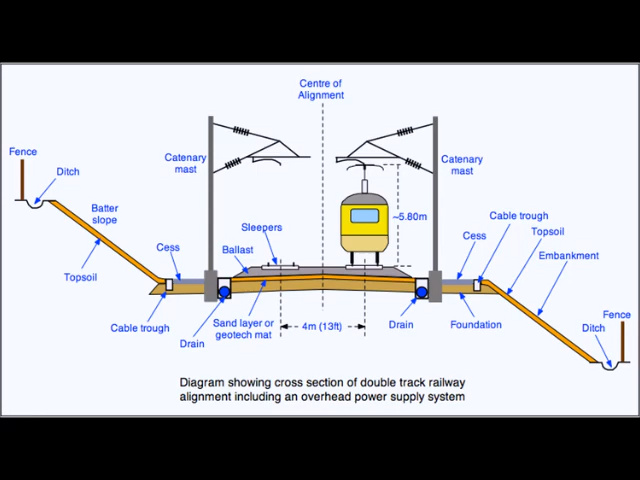 Centre of
Alignment
Fence
Ditch
Catenary
mast
Catenary
mast
Batter
slope
~5.80m
Cable trough
Sleepers
Topsoil
Cess
Cess
Ballast
Embankment
Topsoil
Fence
Cable trough
Sand layer or
geotech mat
4m (13ft)
Drain
Foundation
Ditch
Drain
Diagram showing cross section of double track railway
alignment including an overhead power supply system